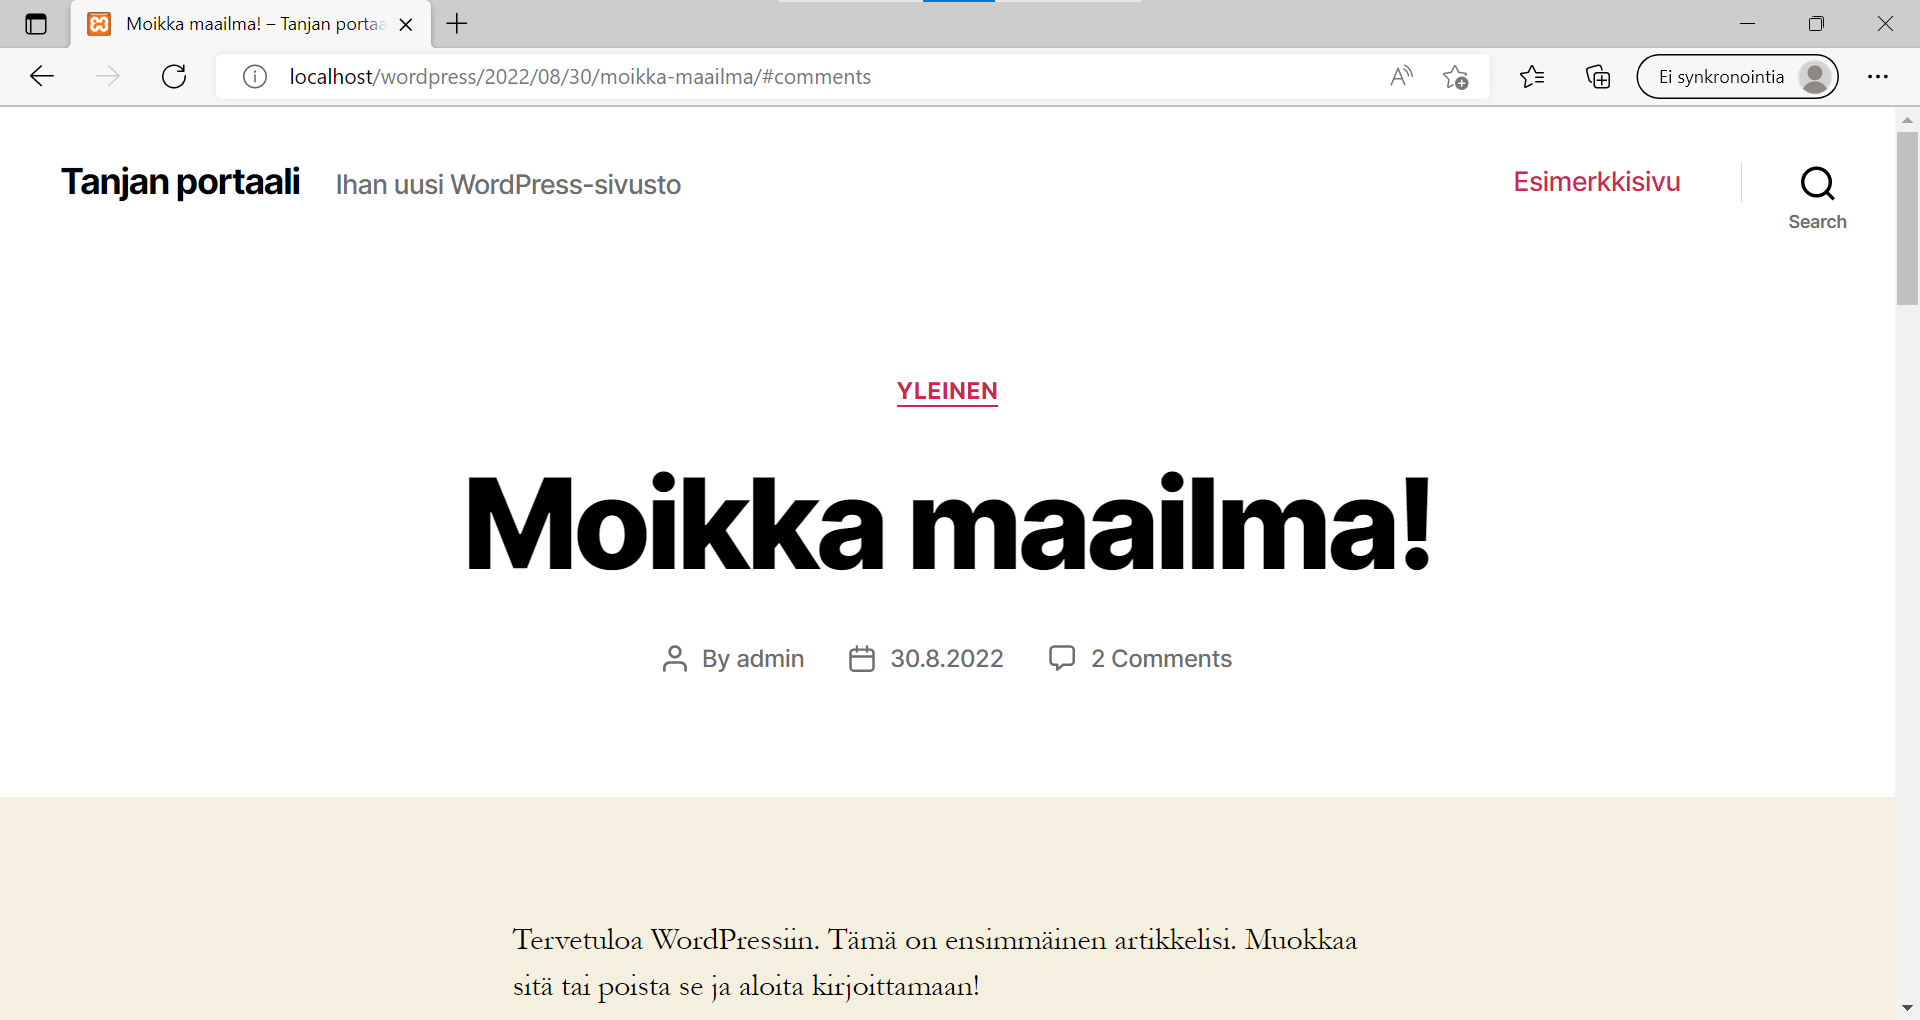 Moikka maailma! – Tanjan portaa
localhost/wordpress/2022/08/30/moikka-maailma/#comments
Ei synkronointia
Tanjan portaali
Ihan uusi WordPress-sivusto
Esimerkkisivu
Search
YLEINEN
Moikka maailma!
By admin
30.8.2022
2 Comments
Tervetuloa WordPressiin. Tämä on ensimmäinen artikkelisi. Muokkaa
sitä tai poista se ja aloita kirjoittamaan!